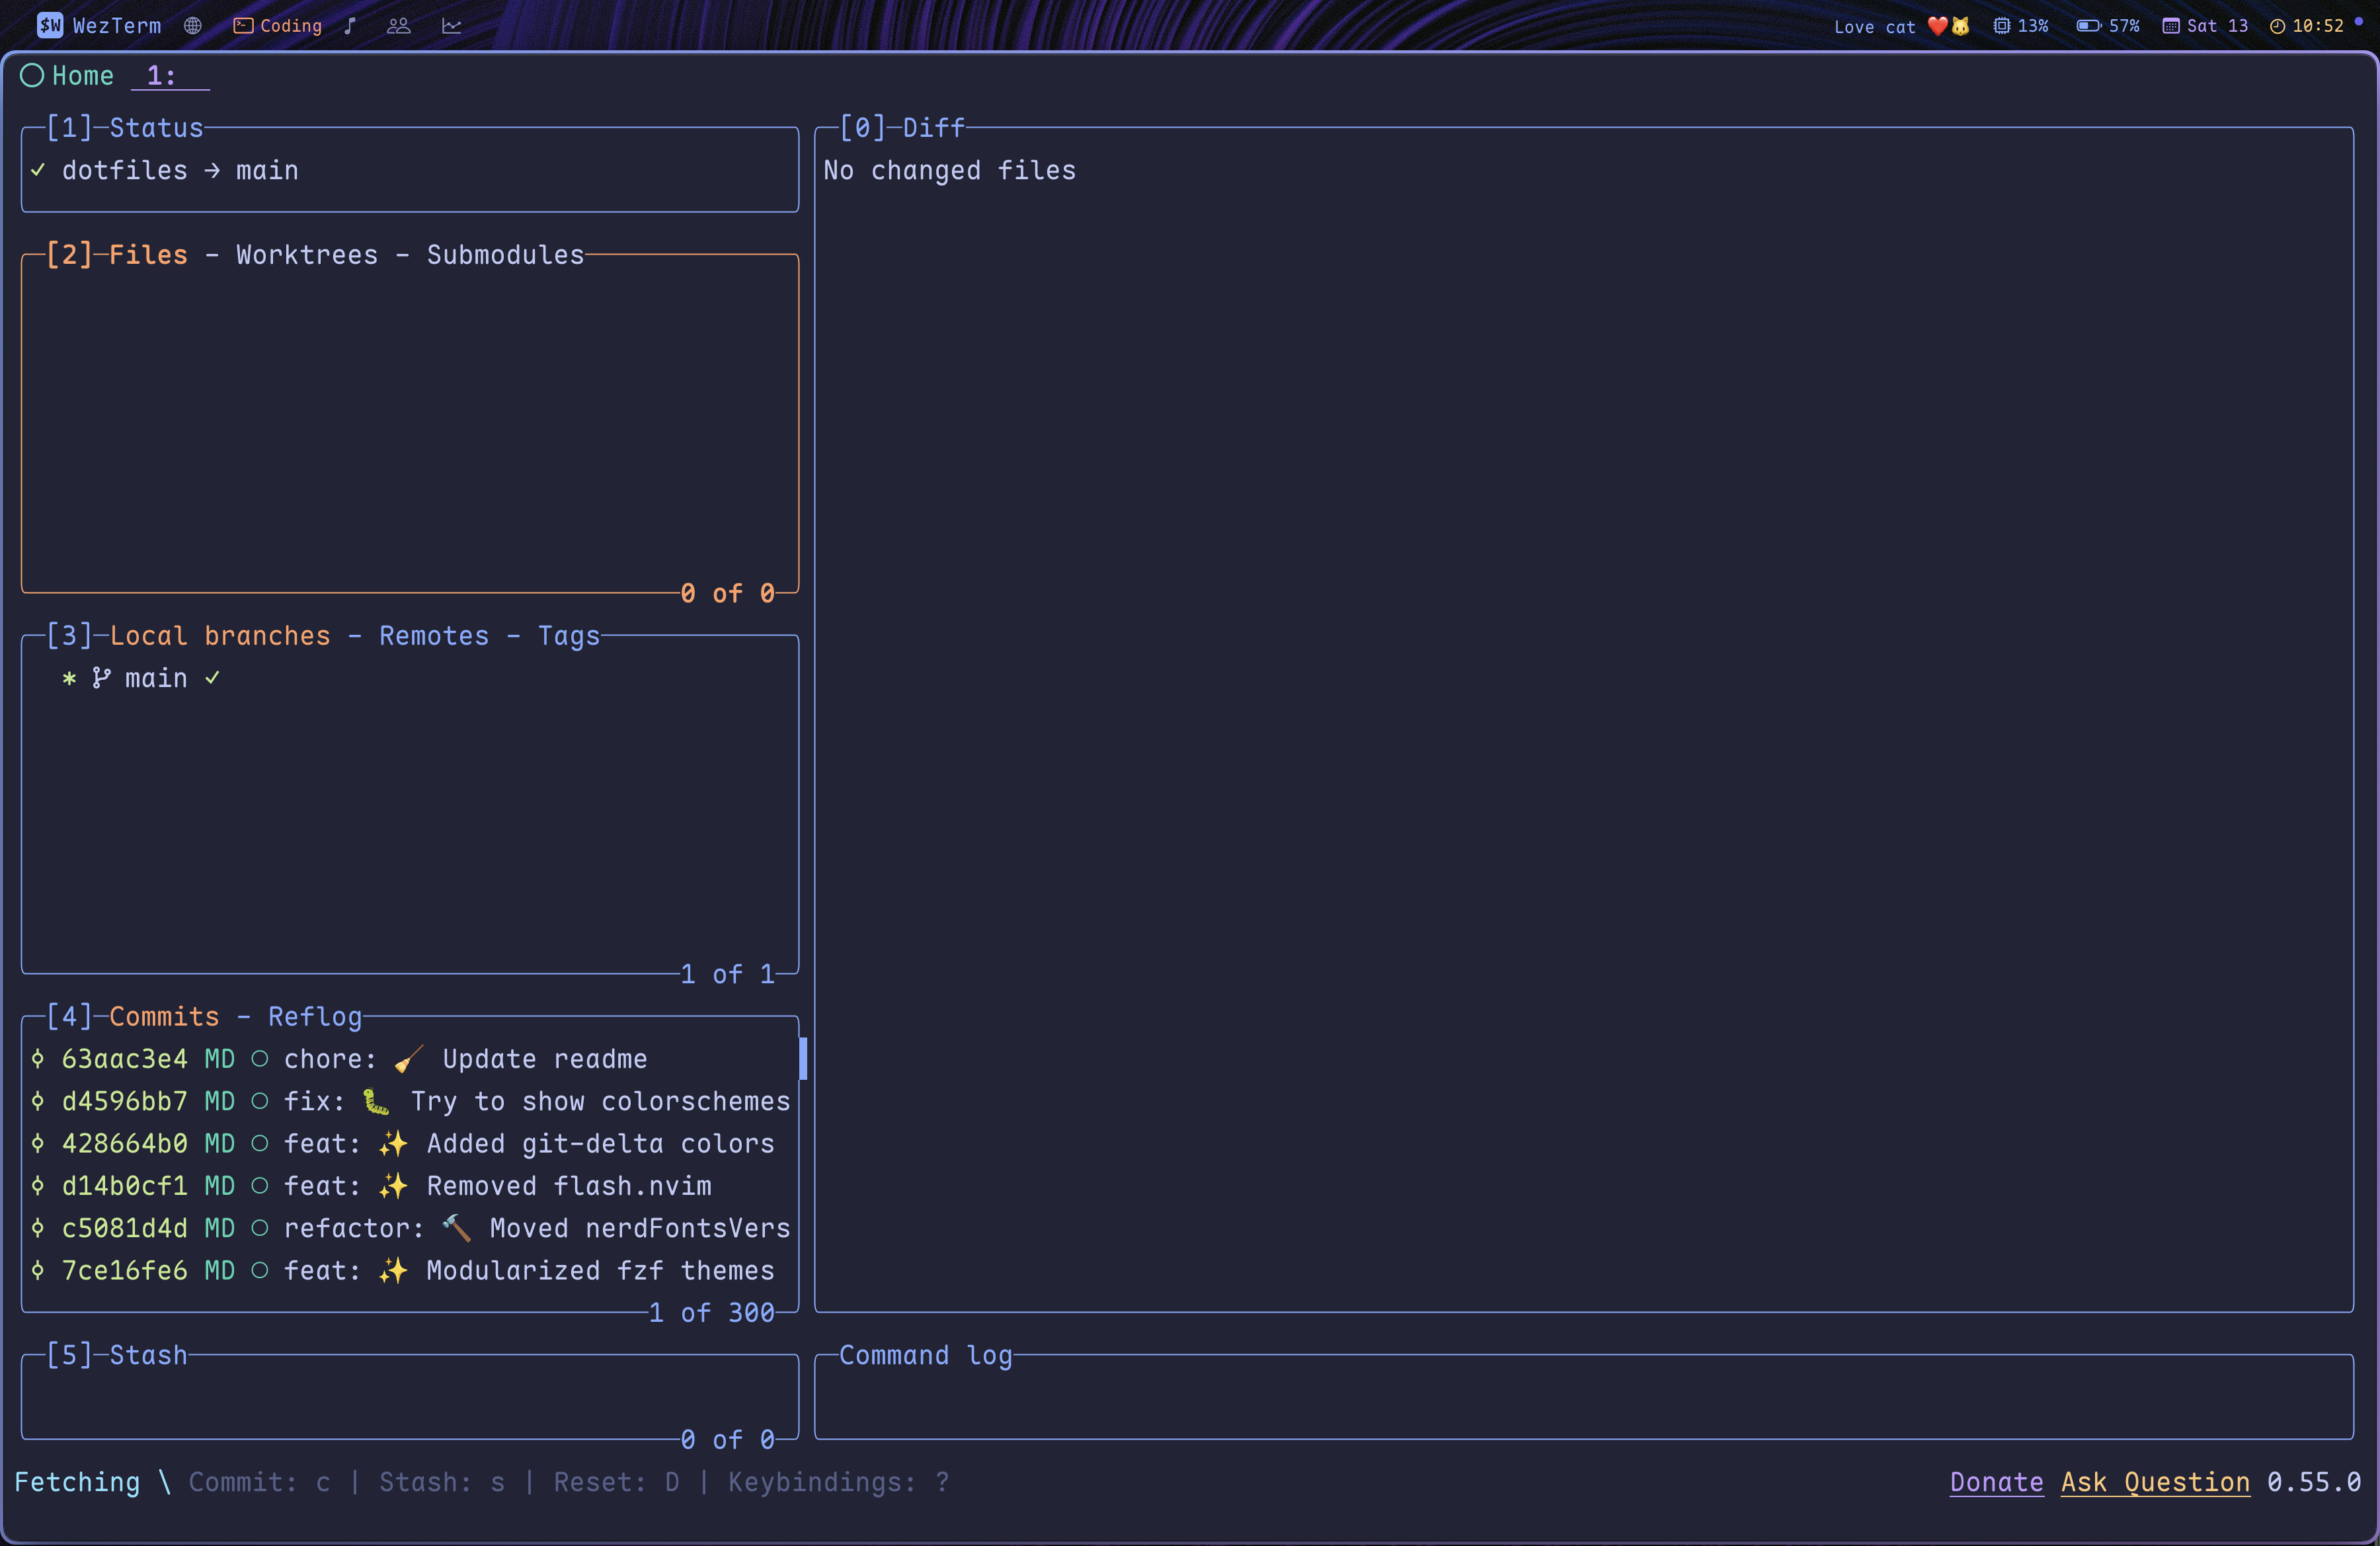 $W WezTerm Coding Love cat ❤️🐱 13% 57% Sat 13 10:52
Home 1:
[1] Status
✓ dotfiles → main
[2] Files - Worktrees - Submodules
0 of 0
[3] Local branches - Remotes - Tags
* main ✓
1 of 1
[4] Commits - Reflog
63aac3e4 MD ○ chore: 🧹 Update readme
d4596bb7 MD ○ fix: 🐛 Try to show colorschemes
428664b0 MD ○ feat: ✨ Added git-delta colors
d14b0cf1 MD ○ feat: ✨ Removed flash.nvim
c5081d4d MD ○ refactor: 🔨 Moved nerdFontsVers
7ce16fe6 MD ○ feat: ✨ Modularized fzf themes
1 of 300
[5] Stash
0 of 0
[0] Diff
No changed files
Command log
Fetching \ Commit: c | Stash: s | Reset: D | Keybindings: ? Donate Ask Question 0.55.0